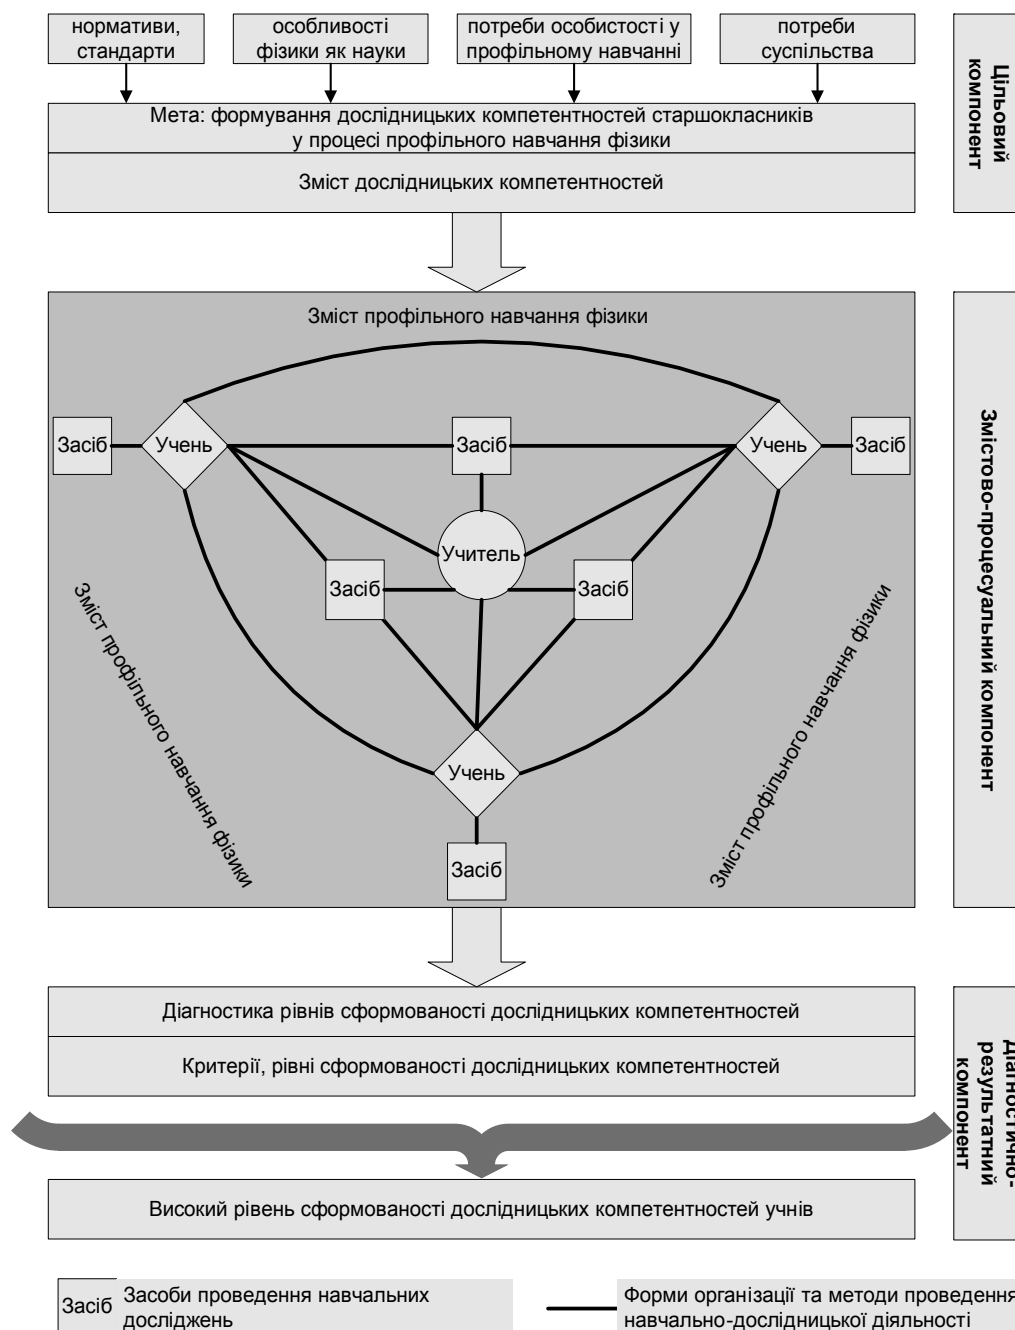 нормативи,
стандарти
особливості
фізики як науки
потреби особистості у
профільному навчанні
потреби
суспільства
Цільовий
компонент
Мета: формування дослідницьких компетентностей старшокласників
у процесі профільного навчання фізики
Зміст дослідницьких компетентностей
Зміст профільного навчання фізики
Засіб
Учень
Засіб
Учень
Засіб
Учитель
Засіб
Засіб
Зміст профільного навчання фізики
Зміст профільного навчання фізики
Учень
Засіб
Змістово-процесуальний компонент
Діагностика рівнів сформованості дослідницьких компетентностей
Критерії, рівні сформованості дослідницьких компетентностей
Діагностично-
результатний
компонент
Високий рівень сформованості дослідницьких компетентностей учнів
Засіб
Засоби проведення навчальних
досліджень
Форми організації та методи проведення
навчально-дослідницької діяльності